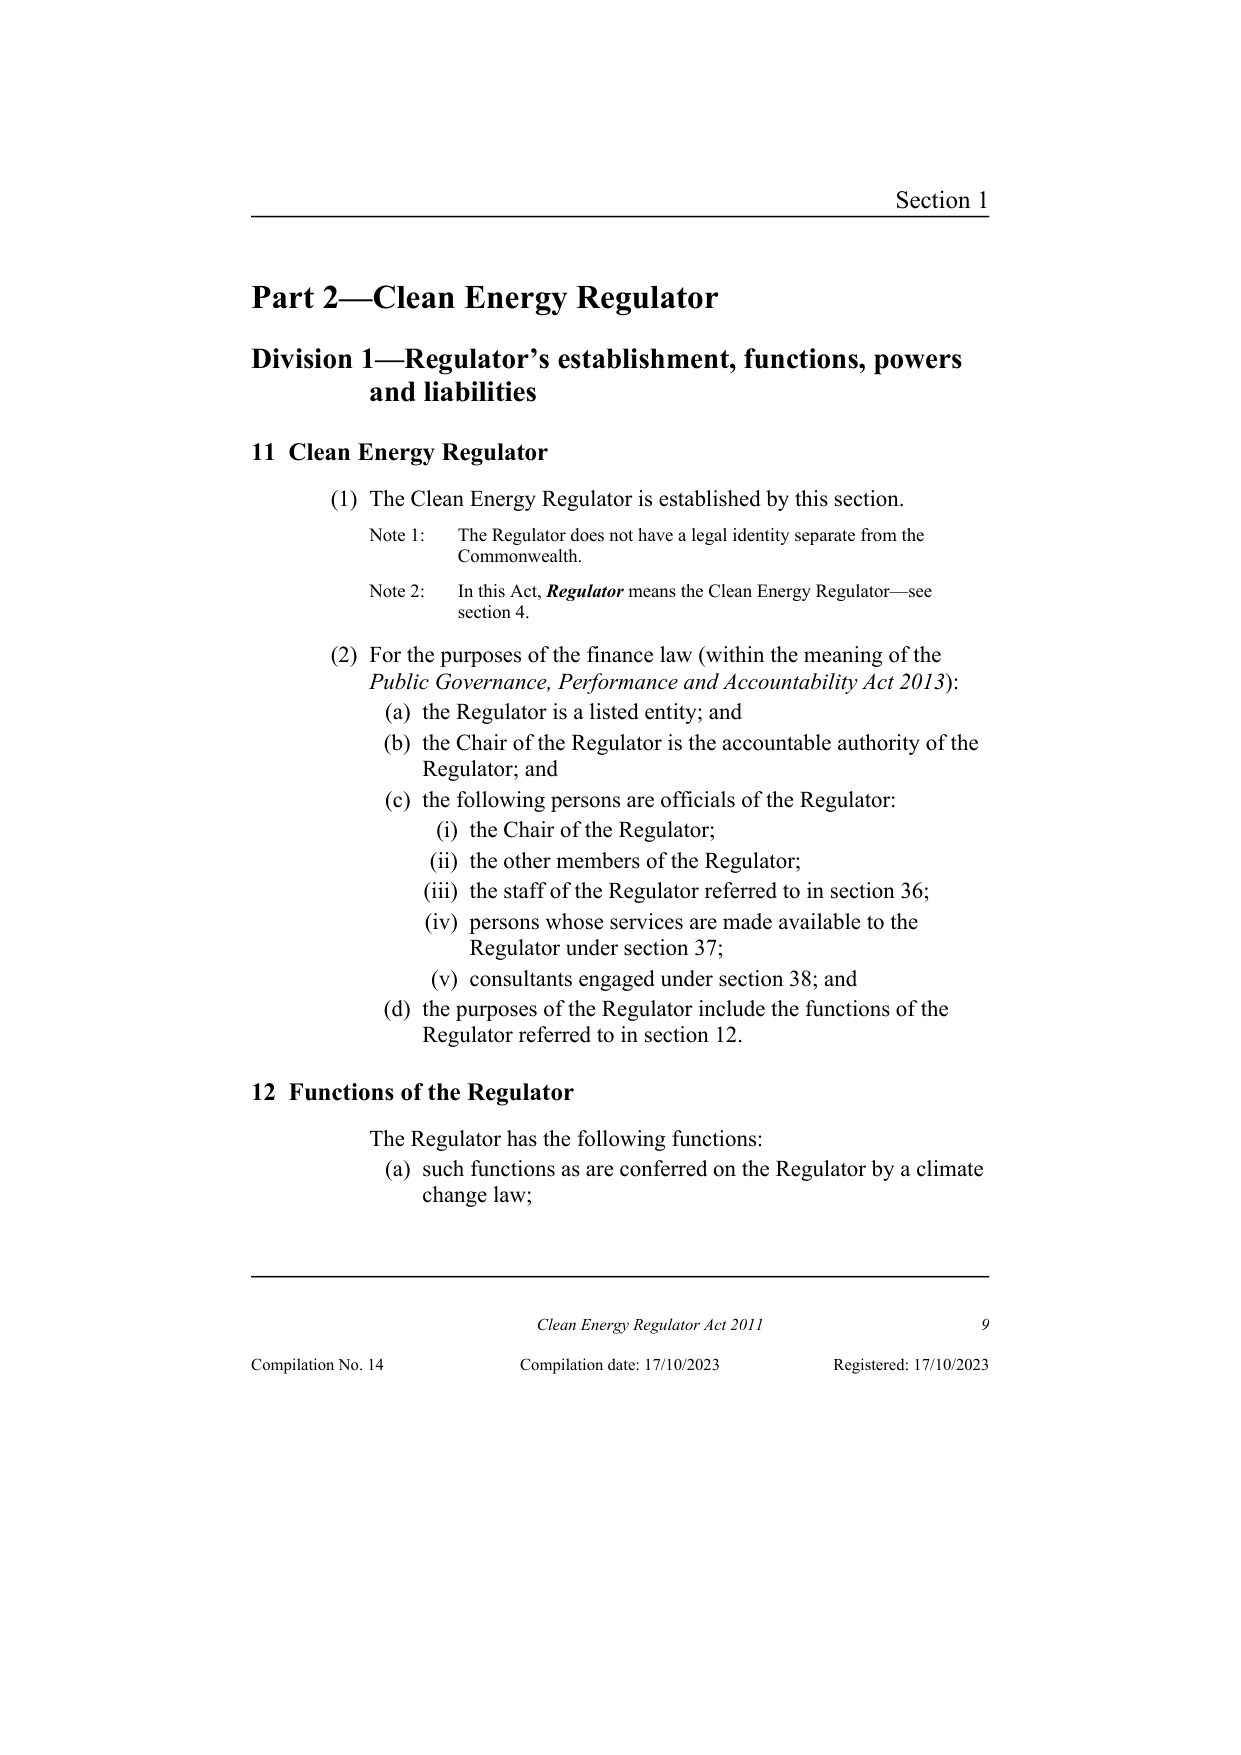 Section 1
Part 2—Clean Energy Regulator
Division 1—Regulator’s establishment, functions, powers
and liabilities
11 Clean Energy Regulator
(1) The Clean Energy Regulator is established by this section.
Note 1: The Regulator does not have a legal identity separate from the
Commonwealth.
Note 2: In this Act, Regulator means the Clean Energy Regulator—see
section 4.
(2) For the purposes of the finance law (within the meaning of the
Public Governance, Performance and Accountability Act 2013):
(a) the Regulator is a listed entity; and
(b) the Chair of the Regulator is the accountable authority of the
Regulator; and
(c) the following persons are officials of the Regulator:
(i) the Chair of the Regulator;
(ii) the other members of the Regulator;
(iii) the staff of the Regulator referred to in section 36;
(iv) persons whose services are made available to the
Regulator under section 37;
(v) consultants engaged under section 38; and
(d) the purposes of the Regulator include the functions of the
Regulator referred to in section 12.
12 Functions of the Regulator
The Regulator has the following functions:
(a) such functions as are conferred on the Regulator by a climate
change law;
Clean Energy Regulator Act 2011 9
Compilation No. 14 Compilation date: 17/10/2023 Registered: 17/10/2023